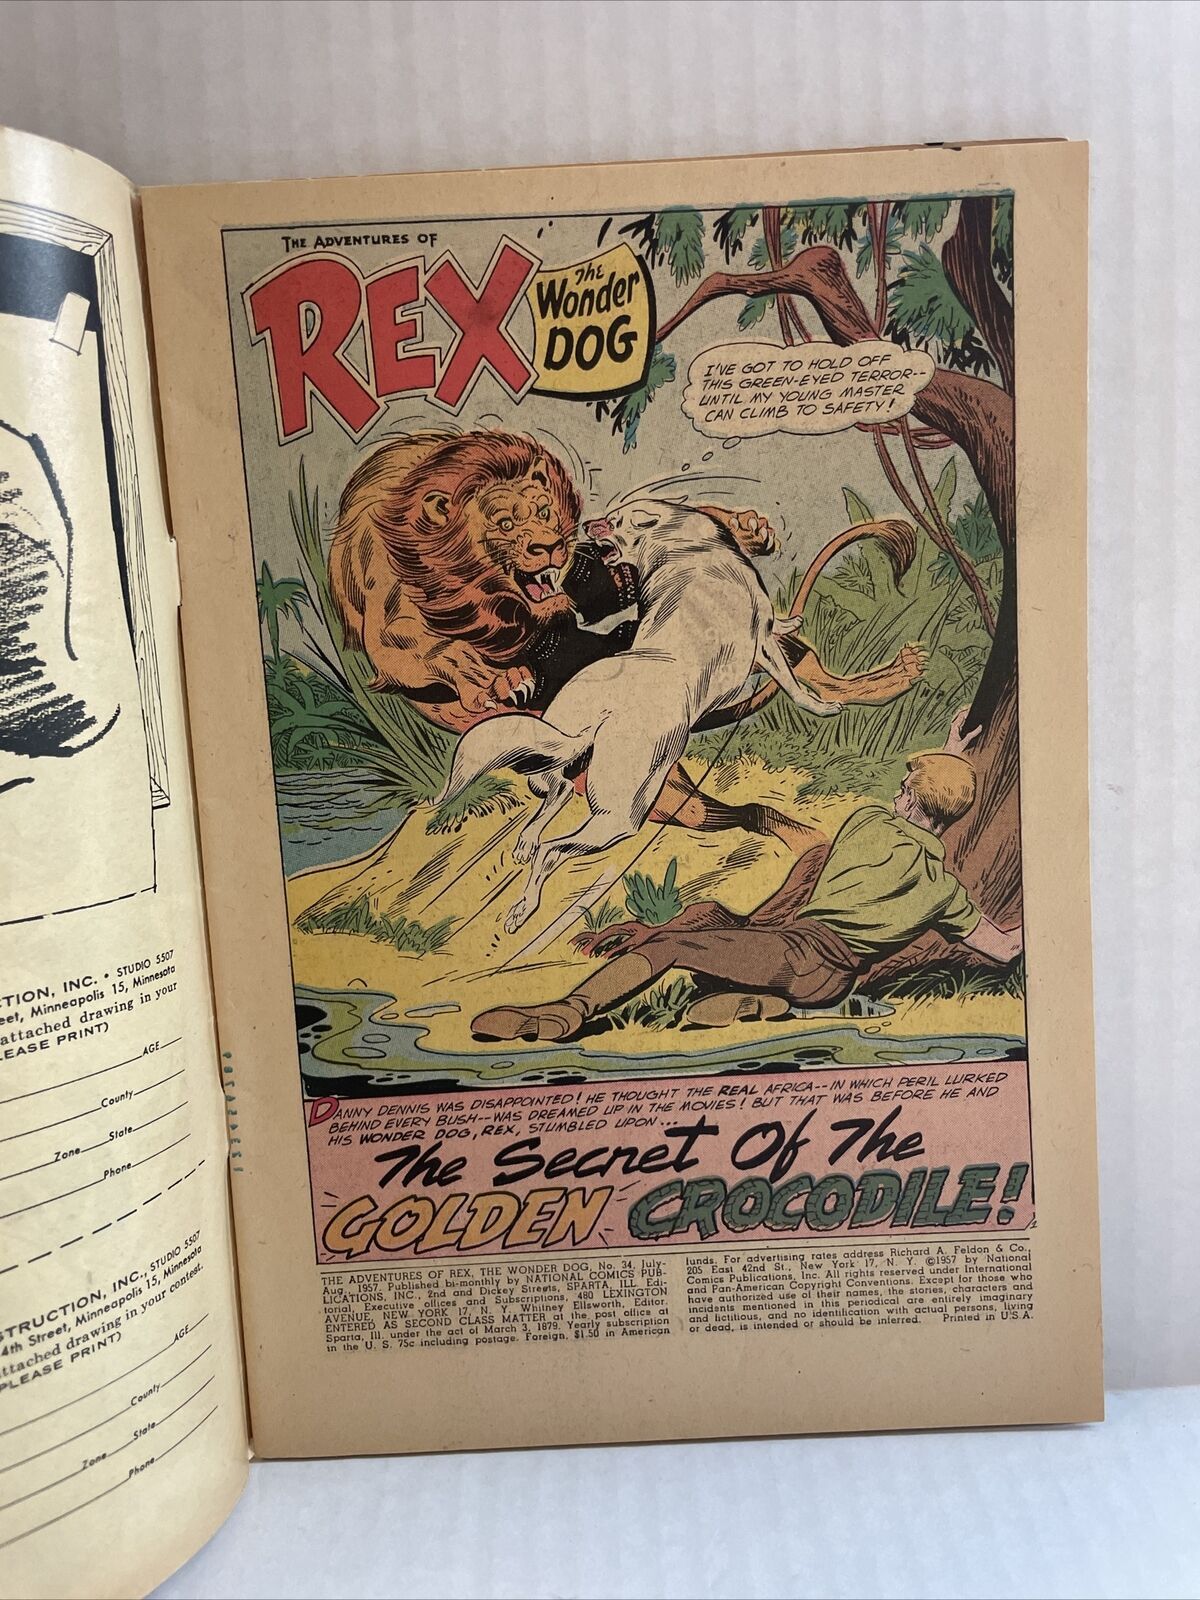 TION, INC. • STUDIO 5507
eet, Minneapolis 15, Minnesota
attached drawing in your
LEASE PRINT)
AGE
County
Zone State
Phone
STRUCTION, INC., STUDIO 5507
4th Street, Minneapolis 15, Minnesota
ttached drawing in your contest.
PLEASE PRINT)
AGE
County
Zone State
Phone
THE ADVENTURES OF
REX
The
Wonder
DOG
I'VE GOT TO HOLD OFF
THIS GREEN-EYED TERROR--
UNTIL MY YOUNG MASTER
CAN CLIMB TO SAFETY!
DANNY DENNIS WAS DISAPPOINTED! HE THOUGHT THE REAL AFRICA--IN WHICH PERIL LURKED
BEHIND EVERY BUSH--WAS DREAMED UP IN THE MOVIES! BUT THAT WAS BEFORE HE AND
HIS WONDER DOG, REX, STUMBLED UPON...
The Secret Of The
GOLDEN CROCODILE!
THE ADVENTURES OF REX, THE WONDER DOG, No. 34, July-
Aug., 1957. Published bi-monthly by NATIONAL COMICS PUB-
LICATIONS, INC., 2nd and Dickey Streets, SPARTA, ILL. Edi-
torial, Executive offices and Subscriptions, 480 LEXINGTON
AVENUE, NEW YORK 17, N. Y. Whitney Ellsworth, Editor.
ENTERED AS SECOND CLASS MATTER at the post office at
Sparta, Ill. under the act of March 3, 1879. Yearly subscription
in the U. S. 75c including postage. Foreign, $1.50 in American
funds. For advertising rates address Richard A. Feldon & Co.,
205 East 42nd St., New York 17, N. Y. ©1957 by National
Comics Publications, Inc. All rights reserved under International
and Pan-American Copyright Conventions. Except for those who
have authorized use of their names, the stories, characters and
incidents mentioned in this periodical are entirely imaginary
and fictitious, and no identification with actual persons, living
or dead, is intended or should be inferred. Printed in U.S.A.